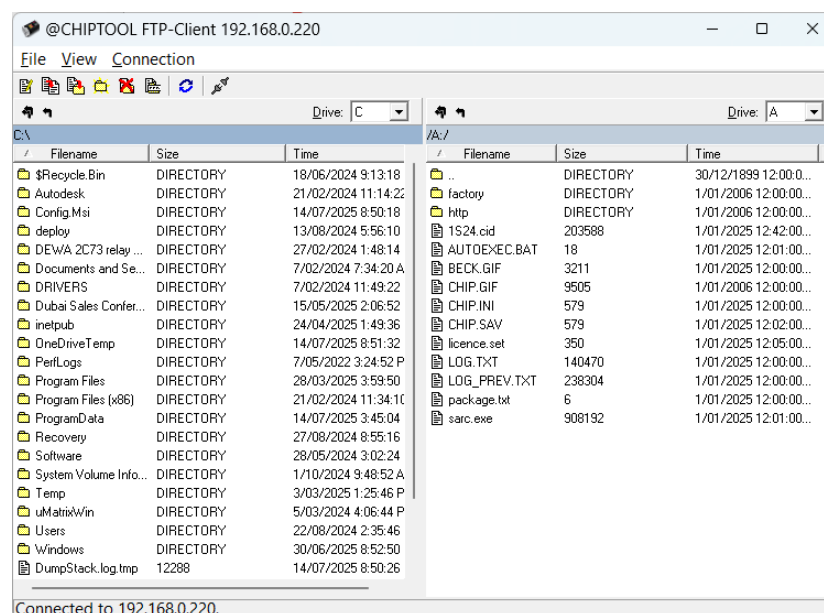 @CHIPTOOL FTP-Client 192.168.0.220
File View Connection
Drive: C
C:\
Filename Size Time
$Recycle.Bin DIRECTORY 18/06/2024 9:13:18
Autodesk DIRECTORY 21/02/2024 11:14:22
Config.Msi DIRECTORY 14/07/2025 8:50:18
deploy DIRECTORY 13/08/2024 5:56:10
DEWA 2C73 relay ... DIRECTORY 27/02/2024 1:48:14
Documents and Se... DIRECTORY 7/02/2024 7:34:20 A
DRIVERS DIRECTORY 7/02/2024 11:49:22
Dubai Sales Confer... DIRECTORY 15/05/2025 2:06:52
inetpub DIRECTORY 24/04/2025 1:49:36
OneDriveTemp DIRECTORY 14/07/2025 8:51:32
PerfLogs DIRECTORY 7/05/2022 3:24:52 P
Program Files DIRECTORY 28/03/2025 3:59:50
Program Files (x86) DIRECTORY 21/02/2024 11:34:10
ProgramData DIRECTORY 14/07/2025 3:45:04
Recovery DIRECTORY 27/08/2024 8:55:16
Software DIRECTORY 28/05/2024 3:02:24
System Volume Info... DIRECTORY 1/10/2024 9:48:52 A
Temp DIRECTORY 3/03/2025 1:25:46 P
uMatrixWin DIRECTORY 5/03/2024 4:06:44 P
Users DIRECTORY 22/08/2024 2:35:46
Windows DIRECTORY 30/06/2025 8:52:50
DumpStack.log.tmp 12288 14/07/2025 8:50:26
Drive: A
/A:/
Filename Size Time
.. DIRECTORY 30/12/1899 12:00:0...
factory DIRECTORY 1/01/2006 12:00:00...
http DIRECTORY 1/01/2006 12:00:00...
1S24.cid 203588 1/01/2025 12:42:00...
AUTOEXEC.BAT 18 1/01/2025 12:01:00...
BECK.GIF 3211 1/01/2006 12:00:00...
CHIP.GIF 9505 1/01/2006 12:00:00...
CHIP.INI 579 1/01/2025 12:03:00...
CHIP.SAV 579 1/01/2025 12:02:00...
licence.set 350 1/01/2025 12:05:00...
LOG.TXT 140470 1/01/2025 12:00:00...
LOG_PREV.TXT 238304 1/01/2025 12:00:00...
package.txt 6 1/01/2025 12:00:00...
sarc.exe 908192 1/01/2025 12:01:00...
Connected to 192.168.0.220.